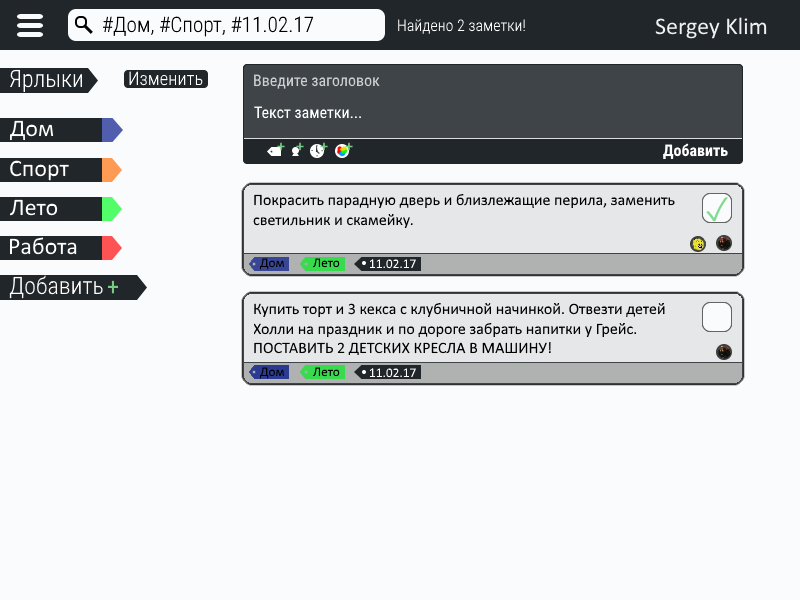 #Дом, #Спорт, #11.02.17
Найдено 2 заметки!
Sergey Klim
Ярлыки
Изменить
Дом
Спорт
Лето
Работа
Добавить +
Введите заголовок
Текст заметки...
Добавить
Покрасить парадную дверь и близлежащие перила, заменить
светильник и скамейку.
Дом
Лето
11.02.17
Купить торт и 3 кекса с клубничной начинкой. Отвезти детей
Холли на праздник и по дороге забрать напитки у Грейс.
ПОСТАВИТЬ 2 ДЕТСКИХ КРЕСЛА В МАШИНУ!
Дом
Лето
11.02.17